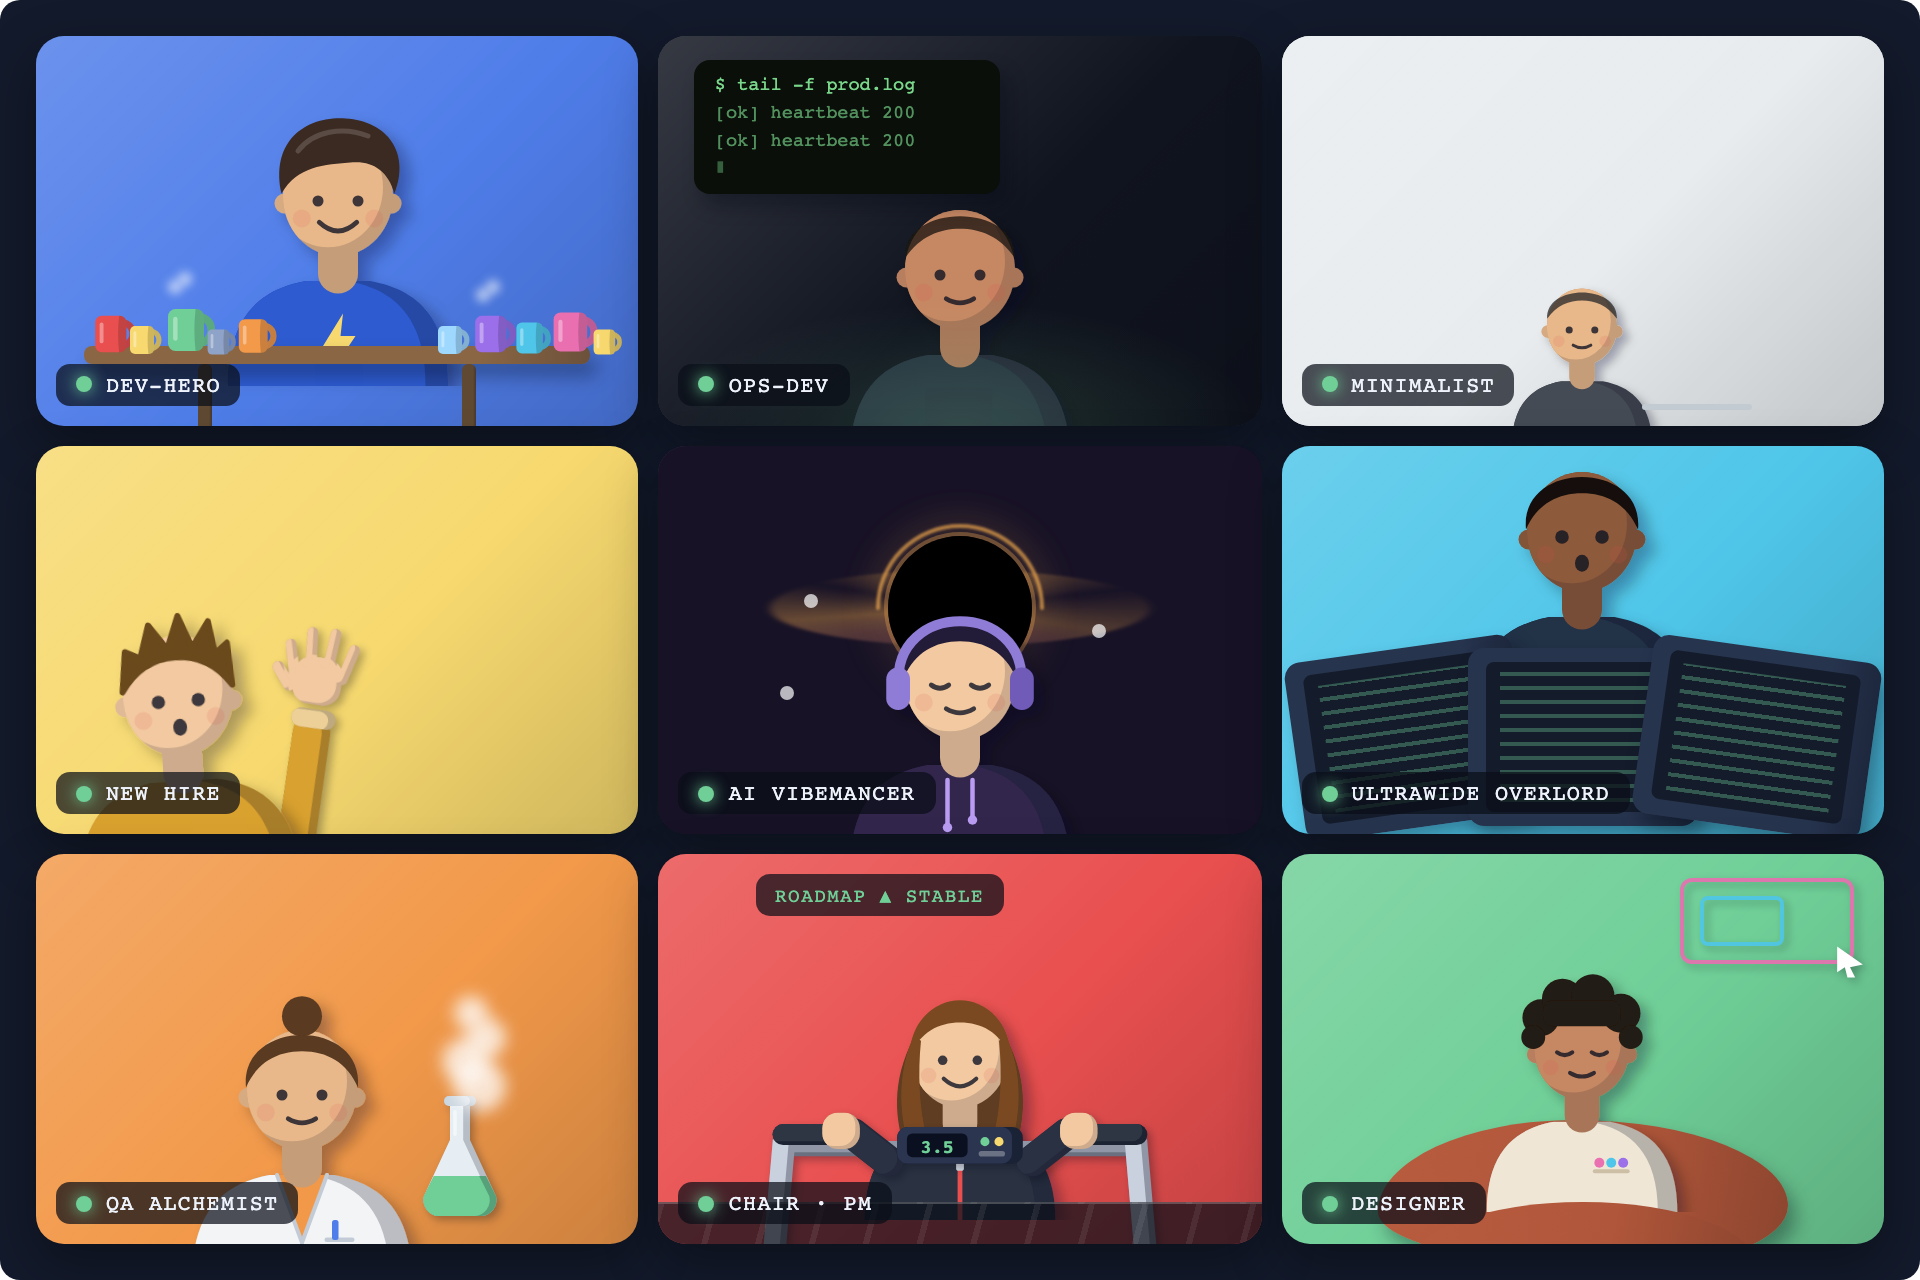 $ tail -f prod.log
[ok] heartbeat 200
[ok] heartbeat 200
DEV-HERO
OPS-DEV
MINIMALIST
NEW HIRE
AI VIBEMANCER
ULTRAWIDE OVERLORD
ROADMAP ▲ STABLE
3.5
QA ALCHEMIST
CHAIR · PM
DESIGNER